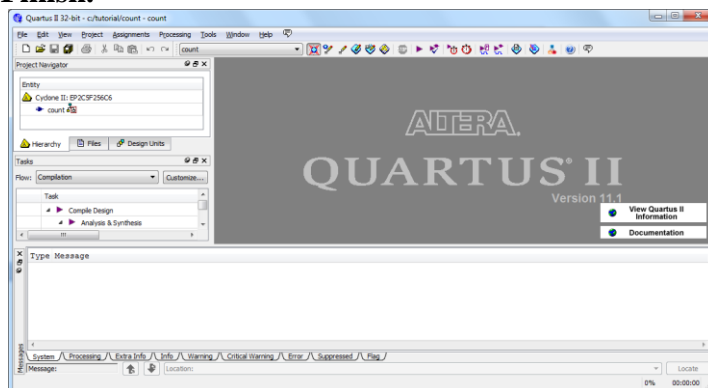 Quartus II 32-bit - c:/tutorial/count - count
File Edit View Project Assignments Processing Tools Window Help
count
Project Navigator
Entity
Cyclone II: EP2C5F256C6
count
Hierarchy Files Design Units
Tasks
Flow: Compilation Customize...
Task
Compile Design
Analysis & Synthesis
ALTERA.
QUARTUS® II
Version 11.1
View Quartus II
Information
Documentation
Type Message
System Processing Extra Info Info Warning Critical Warning Error Suppressed Flag
Messages
Message: Location: Locate
0% 00:00:00